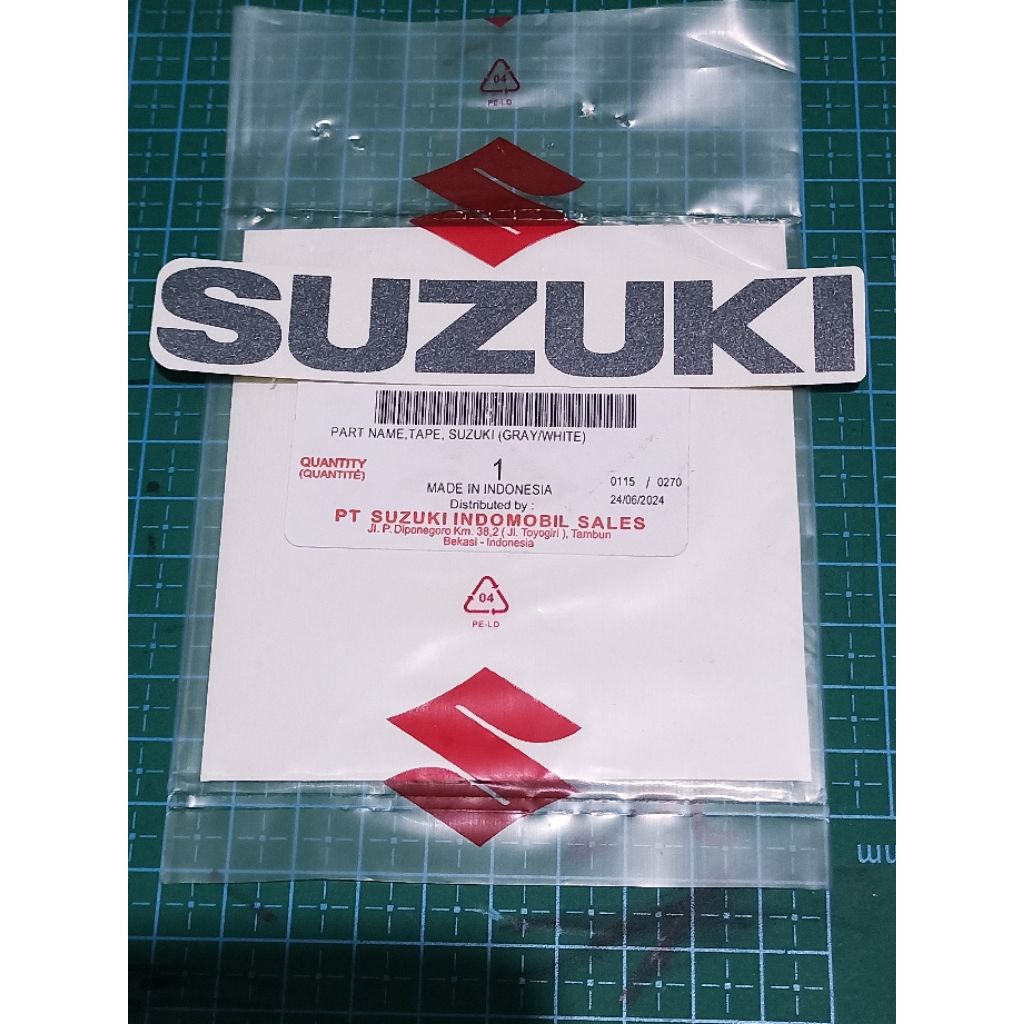 04
PE-LD
SUZUKI
PART NAME,TAPE, SUZUKI (GRAY/WHITE)
QUANTITY
(QUANTITÉ)
1
0115 / 0270
MADE IN INDONESIA
24/06/2024
Distributed by :
PT SUZUKI INDOMOBIL SALES
Jl. P. Diponegoro Km. 38,2 ( Jl. Toyogiri ), Tambun
Bekasi - Indonesia
04
PE-LD